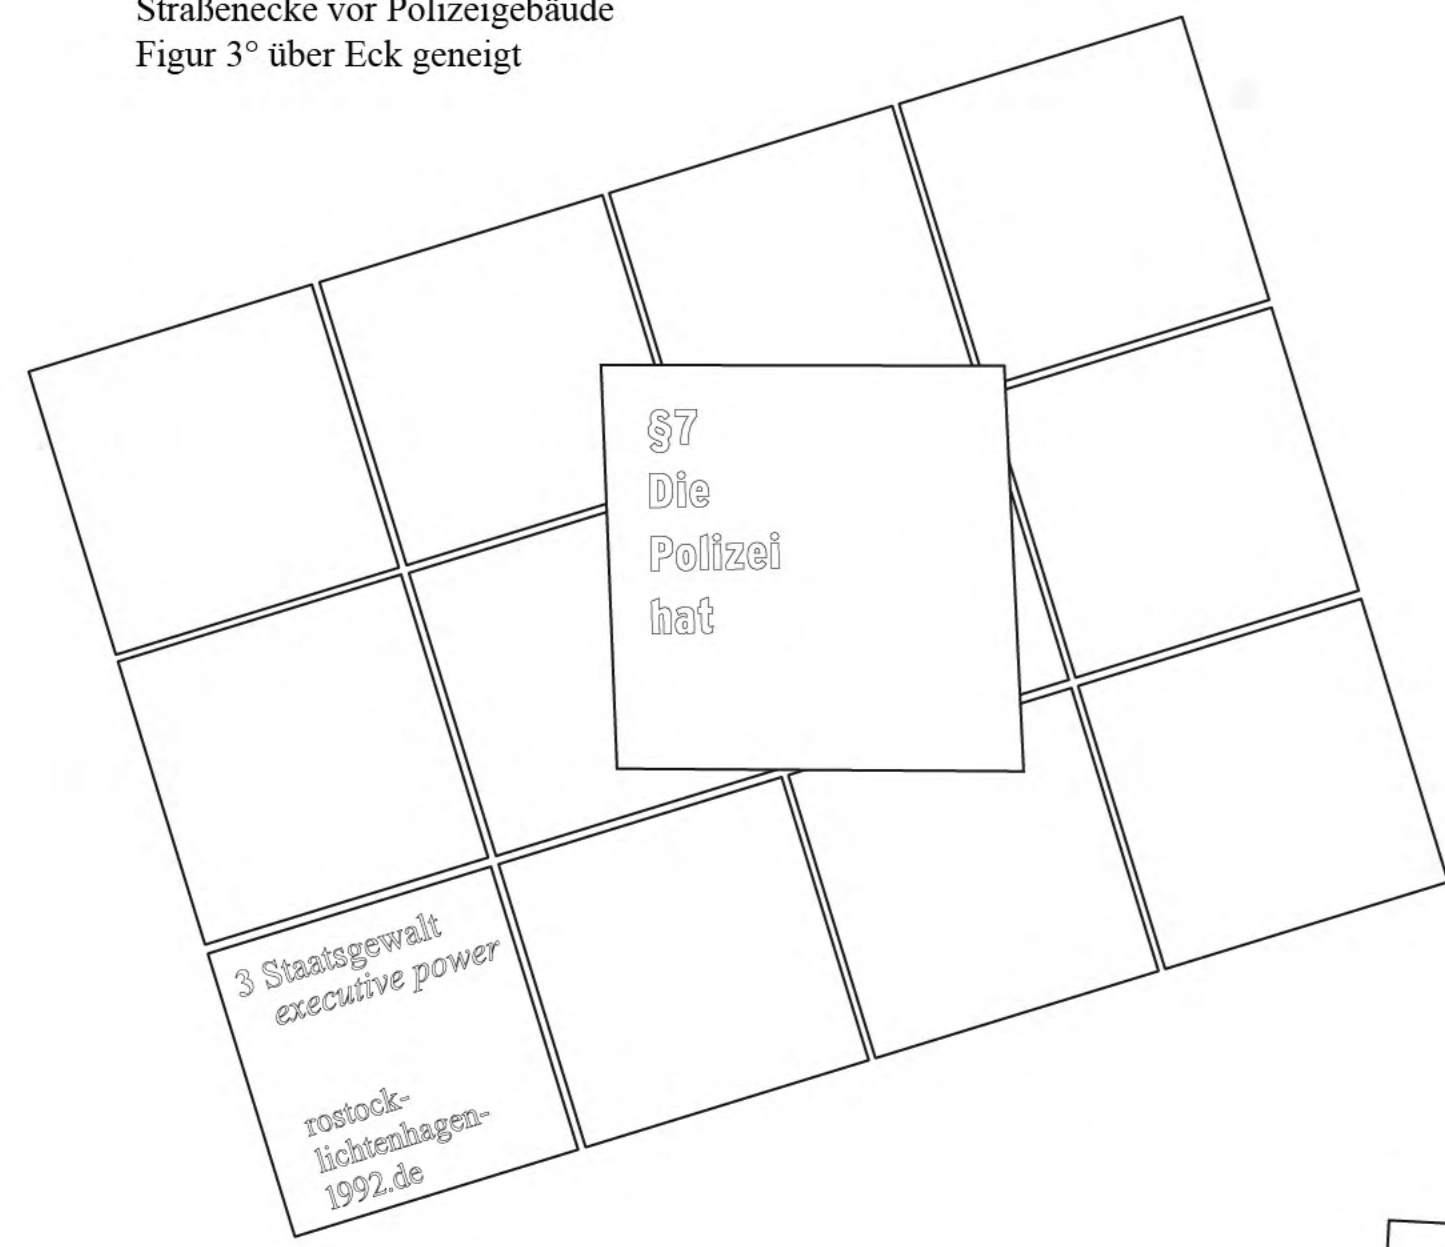 Straßenecke vor Polizeigebäude
Figur 3° über Eck geneigt
§7
Die
Polizei
hat
3 Staatsgewalt
executive power
rostock-
lichtenhagen-
1992.de